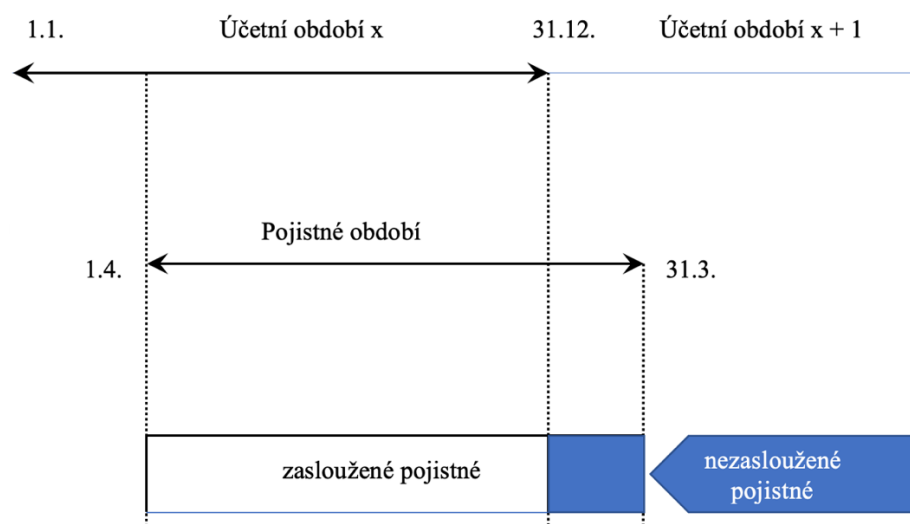 1.1. Účetní období x 31.12. Účetní období x + 1
Pojistné období
1.4. 31.3.
zasloužené pojistné
nezasloužené
pojistné